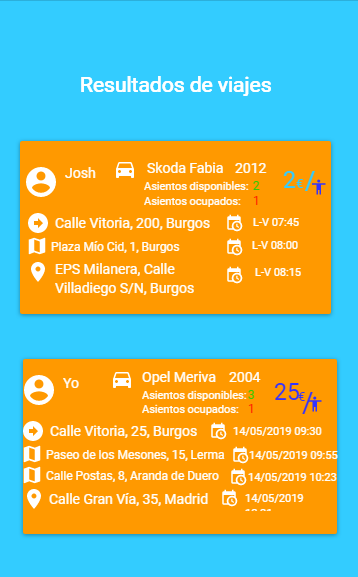 Resultados de viajes
Josh
Skoda Fabia 2012
Asientos disponibles: 2
Asientos ocupados: 1
2€/
Calle Vitoria, 200, Burgos L-V 07:45
Plaza Mío Cid, 1, Burgos L-V 08:00
EPS Milanera, Calle L-V 08:15
Villadiego S/N, Burgos
Yo
Opel Meriva 2004
Asientos disponibles: 3
Asientos ocupados: 1
25€/
Calle Vitoria, 25, Burgos 14/05/2019 09:30
Paseo de los Mesones, 15, Lerma 14/05/2019 09:55
Calle Postas, 8, Aranda de Duero 14/05/2019 10:23
Calle Gran Vía, 35, Madrid 14/05/2019